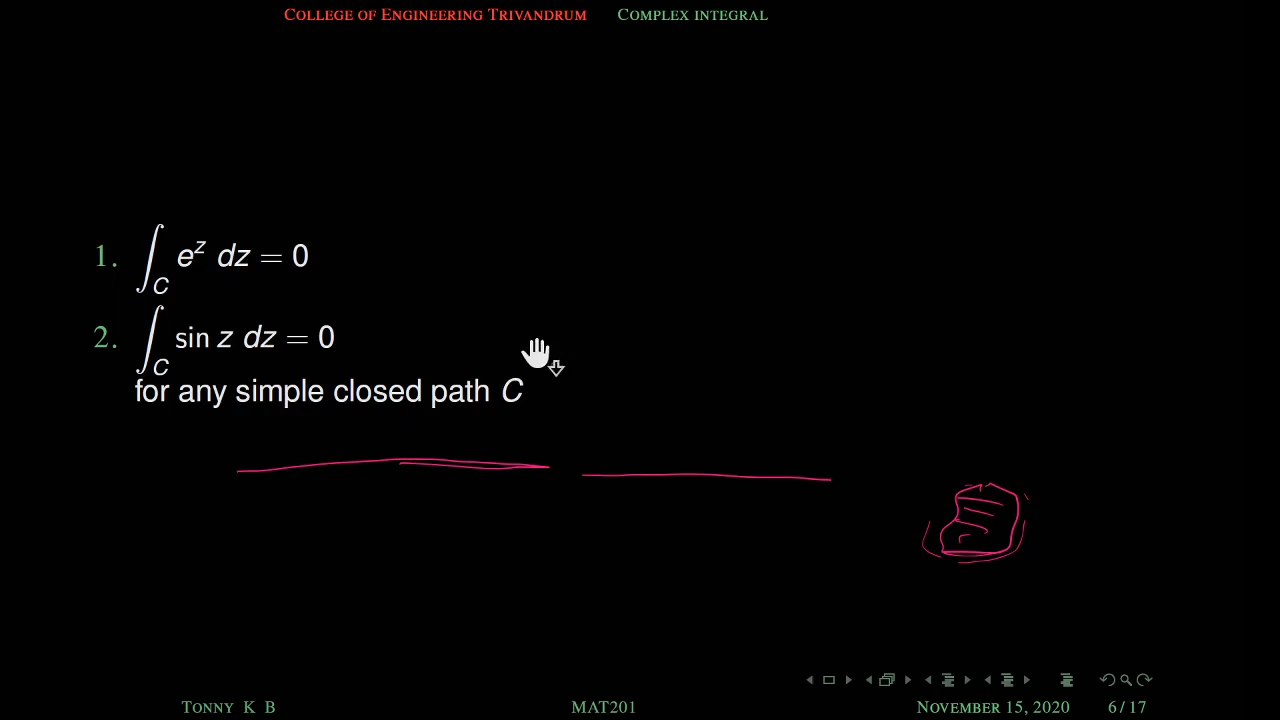 COLLEGE OF ENGINEERING TRIVANDRUM COMPLEX INTEGRAL
1. ∫_C e^z dz = 0
2. ∫_C sin z dz = 0
for any simple closed path C
TONNY K B MAT201 NOVEMBER 15, 2020 6 / 17